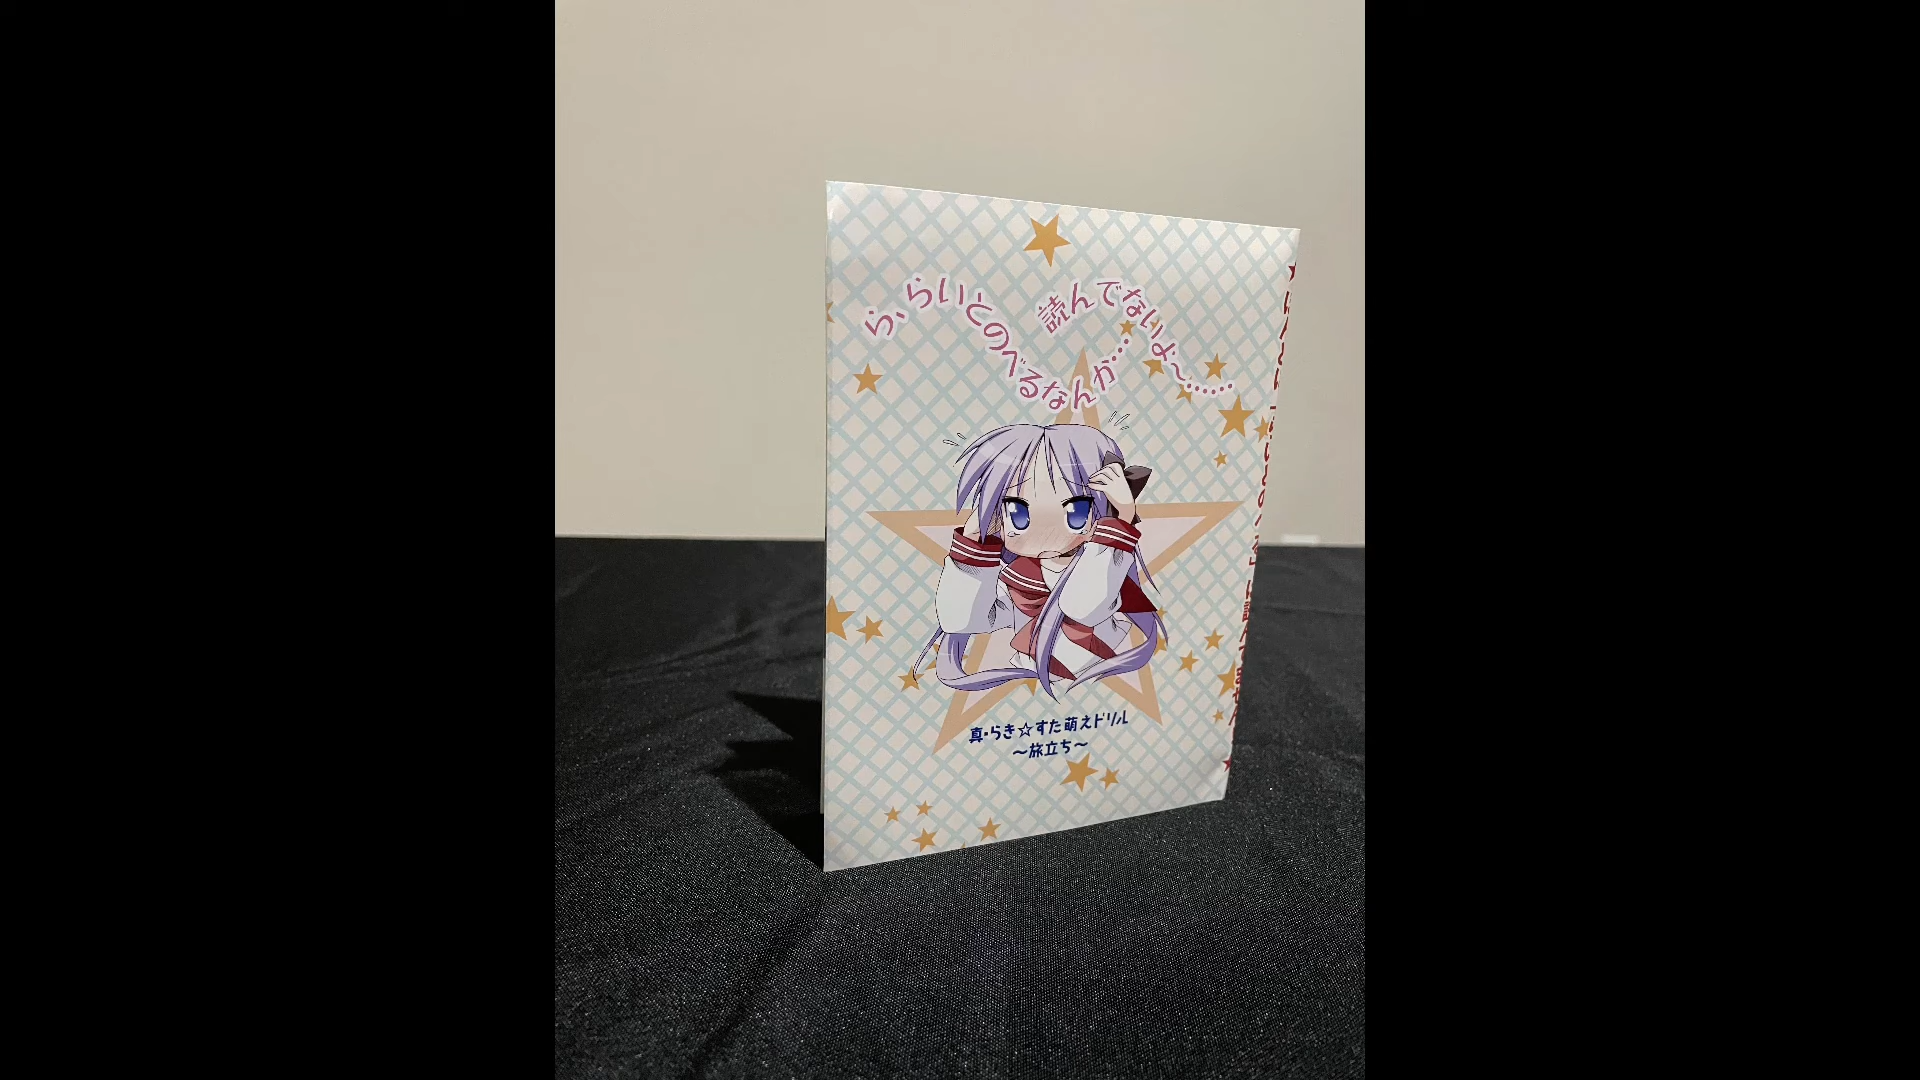 ら、らいとのべるなんか…
読んでないよ～……
真・らき☆すた萌えドリル
～旅立ち～